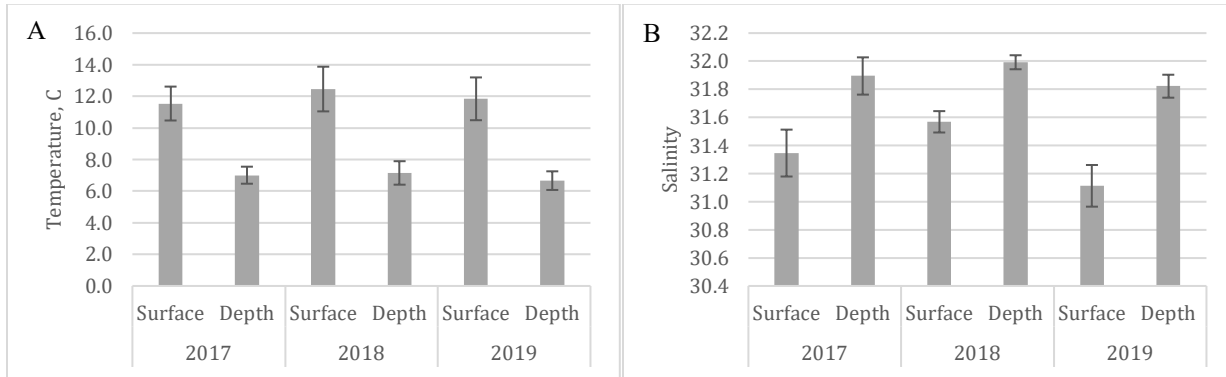 A
Temperature, C
16.0
14.0
12.0
10.0
8.0
6.0
4.0
2.0
0.0
Surface Depth Surface Depth Surface Depth
2017 2018 2019
B
Salinity
32.2
32.0
31.8
31.6
31.4
31.2
31.0
30.8
30.6
30.4
Surface Depth Surface Depth Surface Depth
2017 2018 2019